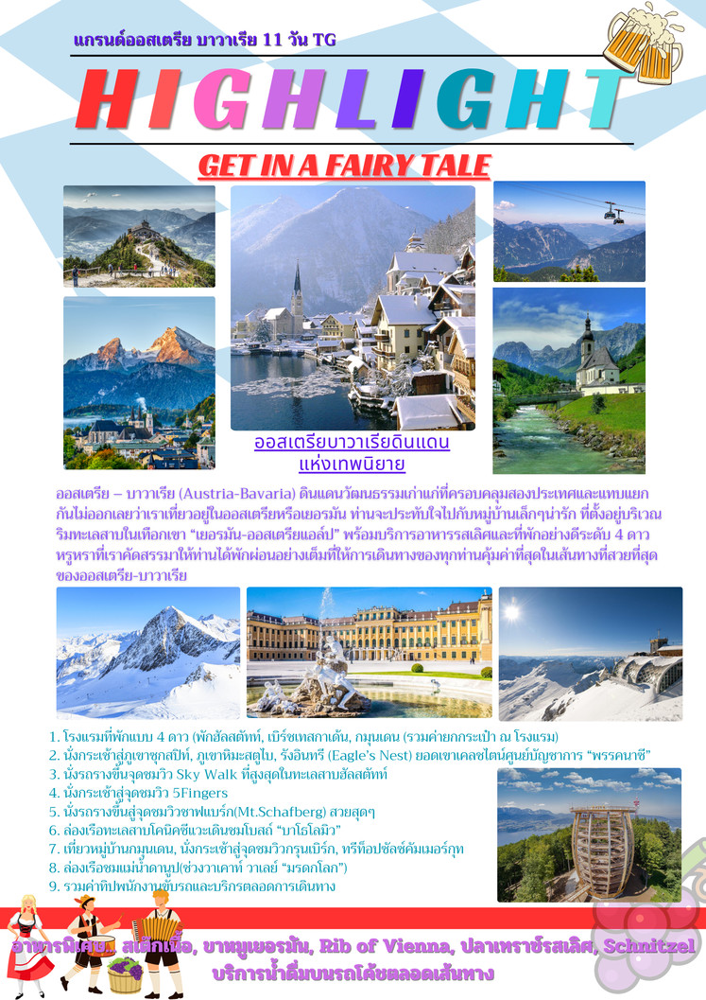 แกรนด์ออสเตรีย บาวาเรีย 11 วัน TG
HIGHLIGHT
GET IN A FAIRY TALE
ออสเตรียบาวาเรียดินแดน
แห่งเทพนิยาย
ออสเตรีย – บาวาเรีย (Austria-Bavaria) ดินแดนวัฒนธรรมเก่าแก่ที่ครอบคลุมสองประเทศและแทบแยก
กันไม่ออกเลยว่าเราเที่ยวอยู่ในออสเตรียหรือเยอรมัน ท่านจะประทับใจไปกับหมู่บ้านเล็กๆน่ารัก ที่ตั้งอยู่บริเวณ
ริมทะเลสาบในเทือกเขา “เยอรมัน-ออสเตรียแอล์ป” พร้อมบริการอาหารรสเลิศและที่พักอย่างดีระดับ 4 ดาว
หรูหราที่เราคัดสรรมาให้ท่านได้พักผ่อนอย่างเต็มที่ให้การเดินทางของทุกท่านคุ้มค่าที่สุดในเส้นทางที่สวยที่สุด
ของออสเตรีย-บาวาเรีย
1. โรงแรมที่พักแบบ 4 ดาว (พักฮัลสตัทท์, เบิร์ชเทสกาเด้น, กมุนเดน (รวมค่ายกกระเป๋า ณ โรงแรม)
2. นั่งกระเช้าสู่ภูเขาซุกสปิท์, ภูเขาหิมะสตูไบ, รังอินทรี (Eagle's Nest) ยอดเขาเคลชไตน์ศูนย์บัญชาการ “พรรคนาซี”
3. นั่งรถรางขึ้นจุดชมวิว Sky Walk ที่สูงสุดในทะเลสาบฮัลสตัทท์
4. นั่งกระเช้าสู่จุดชมวิว 5Fingers
5. นั่งรถรางขึ้นสู่จุดชมวิวชาฟแบร์ก(Mt.Schafberg) สวยสุดๆ
6. ล่องเรือทะเลสาบโคนิคซีแวะเดินชมโบสถ์ “บาโธโลมิว”
7. เที่ยวหมู่บ้านกมุนเดน, นั่งกระเช้าสู่จุดชมวิวกรุนเบิร์ก, ทรีท็อปซัลซ์คัมเมอร์กุท
8. ล่องเรือชมแม่น้ำดานูป(ช่วงวาเคาท์ วาเลย์ “มรดกโลก”)
9. รวมค่าทิปพนักงานขับรถและบริกรตลอดการเดินทาง
อาหารพิเศษ... สเต๊กเนื้อ, ขาหมูเยอรมัน, Rib of Vienna, ปลาเทราซ์รสเลิศ, Schnitzel
บริการน้ำดื่มบนรถโค้ชตลอดเส้นทาง